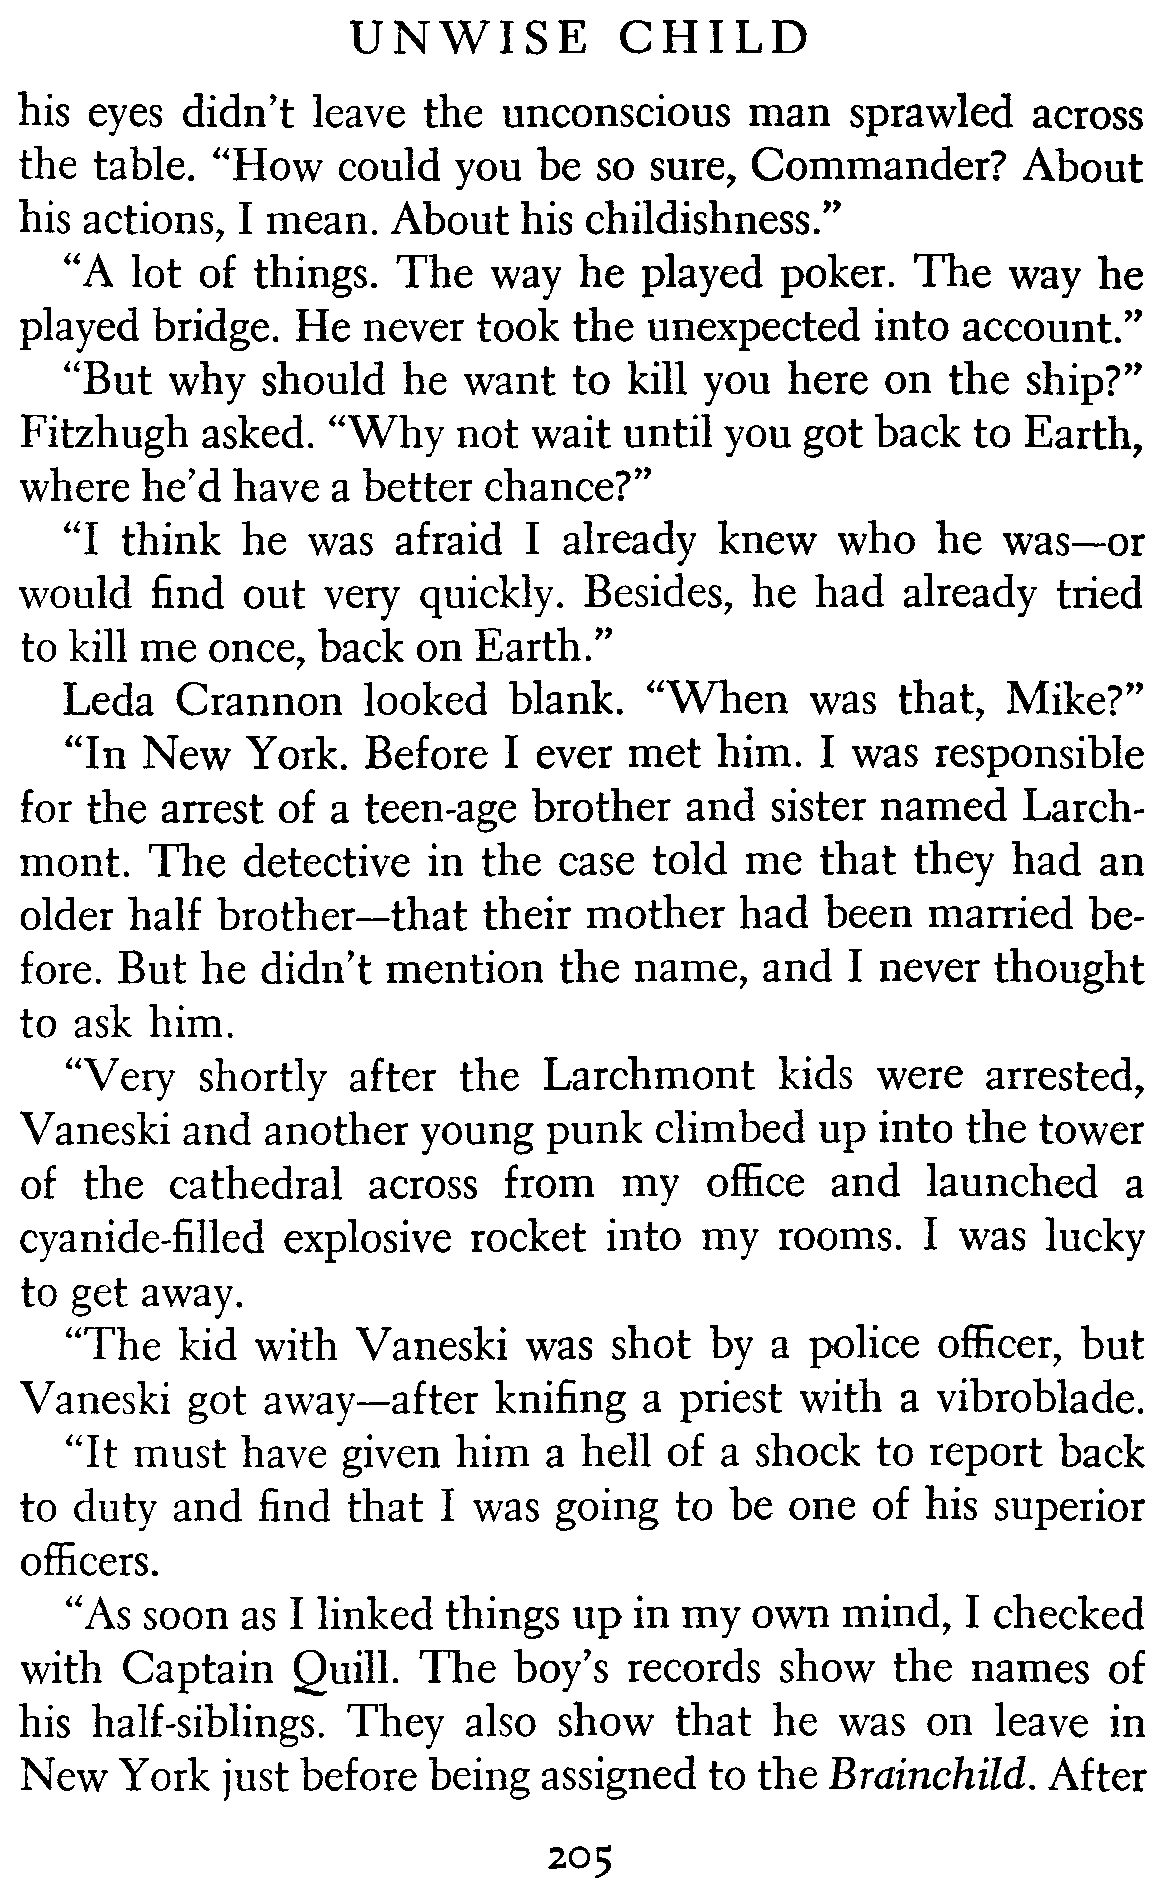 UNWISE CHILD
his eyes didn't leave the unconscious man sprawled across
the table. “How could you be so sure, Commander? About
his actions, I mean. About his childishness.”
“A lot of things. The way he played poker. The way he
played bridge. He never took the unexpected into account.”
“But why should he want to kill you here on the ship?”
Fitzhugh asked. “Why not wait until you got back to Earth,
where he'd have a better chance?”
“I think he was afraid I already knew who he was—or
would find out very quickly. Besides, he had already tried
to kill me once, back on Earth.”
Leda Crannon looked blank. “When was that, Mike?”
“In New York. Before I ever met him. I was responsible
for the arrest of a teen-age brother and sister named Larch-
mont. The detective in the case told me that they had an
older half brother—that their mother had been married be-
fore. But he didn't mention the name, and I never thought
to ask him.
“Very shortly after the Larchmont kids were arrested,
Vaneski and another young punk climbed up into the tower
of the cathedral across from my office and launched a
cyanide-filled explosive rocket into my rooms. I was lucky
to get away.
“The kid with Vaneski was shot by a police officer, but
Vaneski got away—after knifing a priest with a vibroblade.
“It must have given him a hell of a shock to report back
to duty and find that I was going to be one of his superior
officers.
“As soon as I linked things up in my own mind, I checked
with Captain Quill. The boy's records show the names of
his half-siblings. They also show that he was on leave in
New York just before being assigned to the Brainchild. After
205